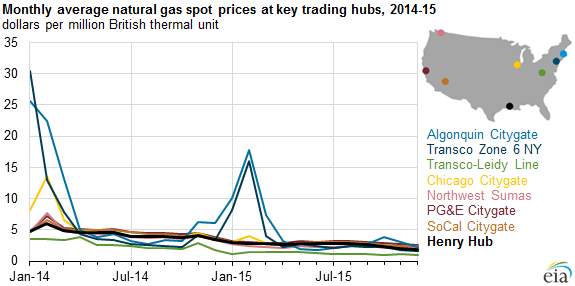 Monthly average natural gas spot prices at key trading hubs, 2014-15
dollars per million British thermal unit
35
30
25
20
15
10
5
0
Jan-14 Jul-14 Jan-15 Jul-15
Algonquin Citygate
Transco Zone 6 NY
Transco-Leidy Line
Chicago Citygate
Northwest Sumas
PG&E Citygate
SoCal Citygate
Henry Hub
eia